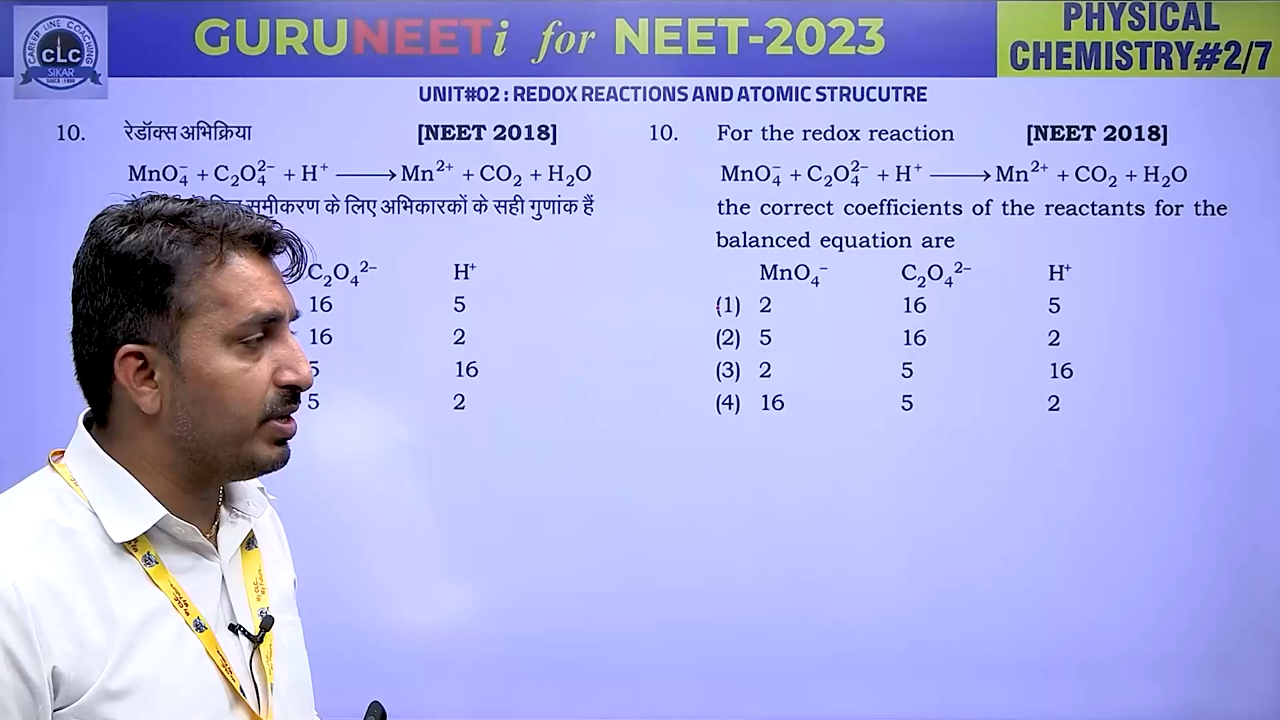 CAREER LINE COACHING
CLC
SIKAR
SINCE : 1996
GURUNEETi for NEET-2023
PHYSICAL
CHEMISTRY#2/7
UNIT#02 : REDOX REACTIONS AND ATOMIC STRUCUTRE
10. रेडॉक्स अभिक्रिया [NEET 2018]
MnO₄⁻ + C₂O₄²⁻ + H⁺ ⟶ Mn²⁺ + CO₂ + H₂O
समीकरण के लिए अभिकारकों के सही गुणांक हैं
C₂O₄²⁻ H⁺
16 5
16 2
5 16
5 2
10. For the redox reaction [NEET 2018]
MnO₄⁻ + C₂O₄²⁻ + H⁺ ⟶ Mn²⁺ + CO₂ + H₂O
the correct coefficients of the reactants for the
balanced equation are
MnO₄⁻ C₂O₄²⁻ H⁺
(1) 2 16 5
(2) 5 16 2
(3) 2 5 16
(4) 16 5 2